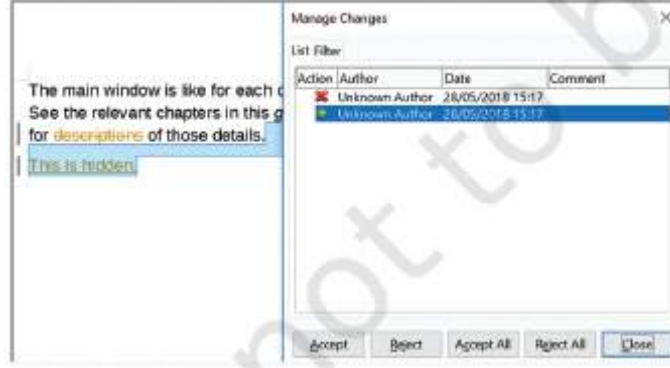 Manage Changes
List Filter
Action Author Date Comment
Unknown Author 28/05/2018 15:17
Unknown Author 28/05/2018 15:17
The main window is like for each
See the relevant chapters in this g
for descriptions of those details.
This is hidden.
Accept Reject Accept All Reject All Close
not to b